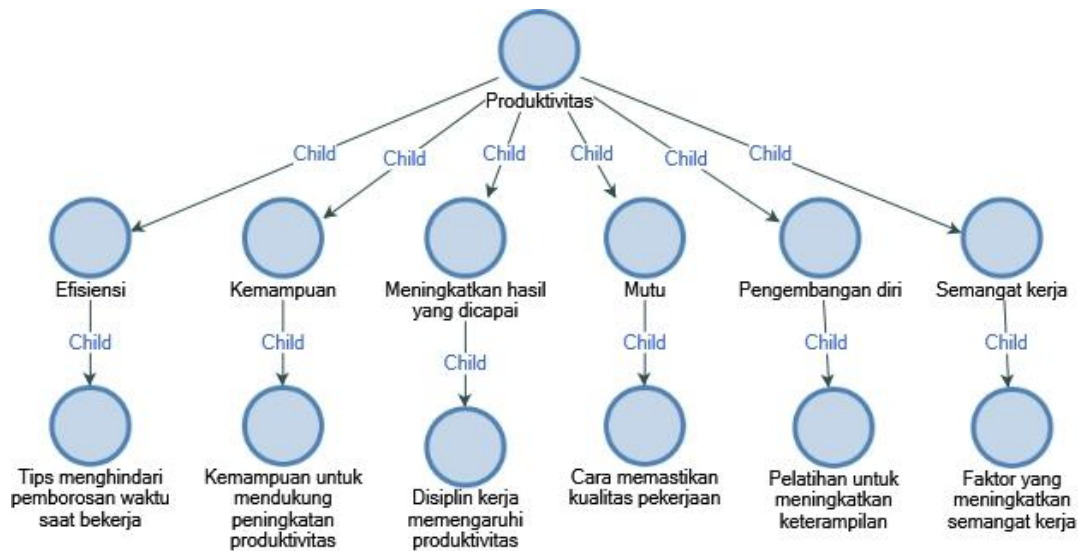 Produktivitas
Child
Child
Child
Child
Child
Child
Efisiensi
Kemampuan
Meningkatkan hasil
yang dicapai
Mutu
Pengembangan diri
Semangat kerja
Child
Child
Child
Child
Child
Child
Tips menghindari
pemborosan waktu
saat bekerja
Kemampuan untuk
mendukung
peningkatan
produktivitas
Disiplin kerja
memengaruhi
produktivitas
Cara memastikan
kualitas pekerjaan
Pelatihan untuk
meningkatkan
keterampilan
Faktor yang
meningkatkan
semangat kerja